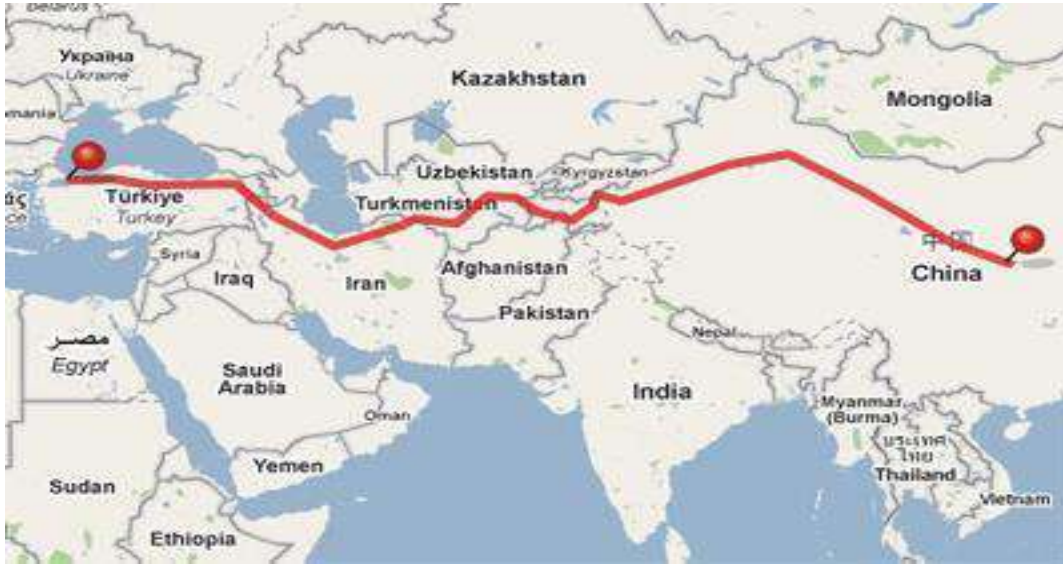 Belarus
Україна
Ukraine
omania
Kazakhstan
Mongolia
Uzbekistan
Kyrgyzstan
Türkiye
Turkey
Turkmenistan
中国
China
Syria
Iraq
Iran
Afghanistan
Pakistan
Nepal
مصر
Egypt
Saudi
Arabia
Oman
India
Myanmar
(Burma)
ประเทศ
ไทย
Thailand
Yemen
Sudan
Vietnam
Ethiopia